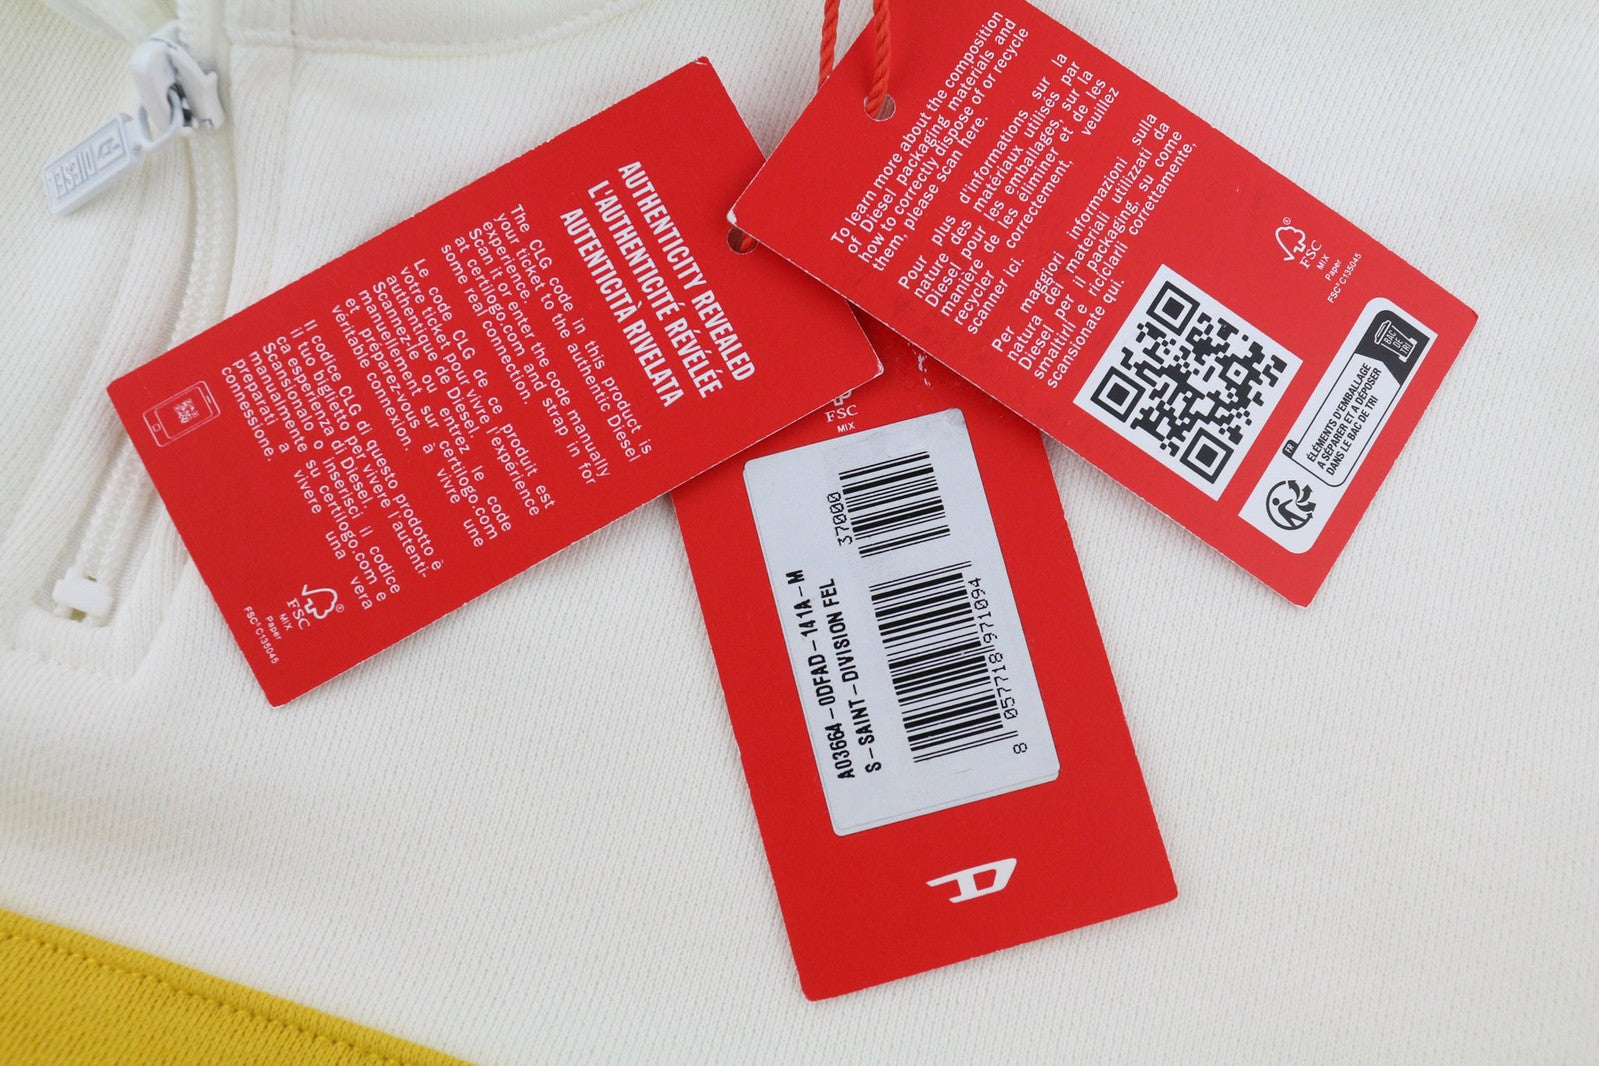 AUTHENTICITY REVEALED
L'AUTHENTICITÉ RÉVÉLÉE
AUTENTICITÀ RIVELATA
The CLG code in this product is
your ticket to the authentic Diesel
experience.
Scan it or enter the code manually
at certilogo.com and strap in for
some real connection.
Le code CLG de ce produit est
votre ticket pour vivre l'expérience
authentique de Diesel.
Scannez-le ou entrez le code
manuellement sur certilogo.com
et préparez-vous à vivre une
véritable connexion.
Il codice CLG di questo prodotto è
il tuo biglietto per vivere l'autenti-
ca esperienza di Diesel.
Scansionalo o inserisci il codice
manualmente su certilogo.com e
preparati a vivere una vera
connessione.
FSC
MIX
Paper
FSC® C135045
To learn more about the composition
of Diesel packaging materials and
how to correctly dispose of or recycle
them, please scan here.
Pour plus d'informations sur la
nature des matériaux utilisés par
Diesel pour les emballages, sur la
manière de les éliminer et de les
recycler correctement, veuillez
scanner ici.
Per maggiori informazioni sulla
natura dei materiali utilizzati da
Diesel per i packaging, su come
smaltirli e riciclarli correttamente,
scansionate qui.
FSC
MIX
Paper
FSC® C135045
FR
ÉLÉMENTS D'EMBALLAGE
A SÉPARER ET À DÉPOSER
DANS LE BAC DE TRI
BAC
DE
TRI
FSC
MIX
37000
A03664-0DFAD-141A-M
S-SAINT-DIVISION FEL
8 057718 971094